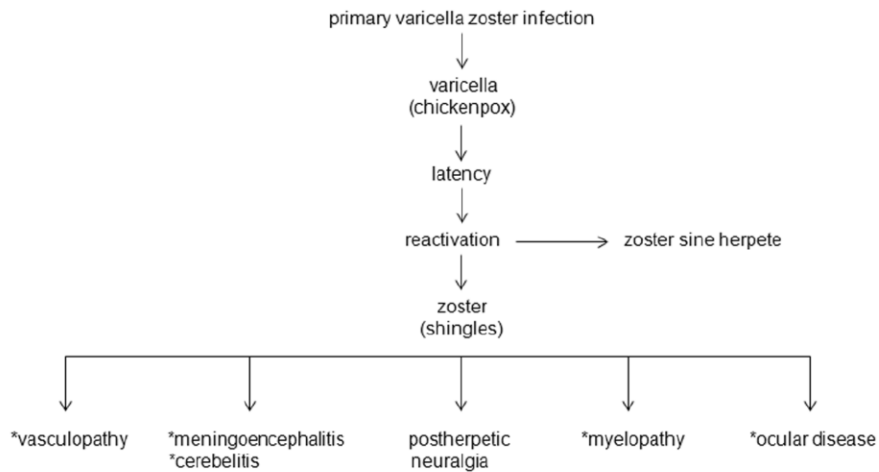 primary varicella zoster infection
varicella
(chickenpox)
latency
reactivation
zoster sine herpete
zoster
(shingles)
*vasculopathy
*meningoencephalitis
*cerebelitis
postherpetic
neuralgia
*myelopathy
*ocular disease